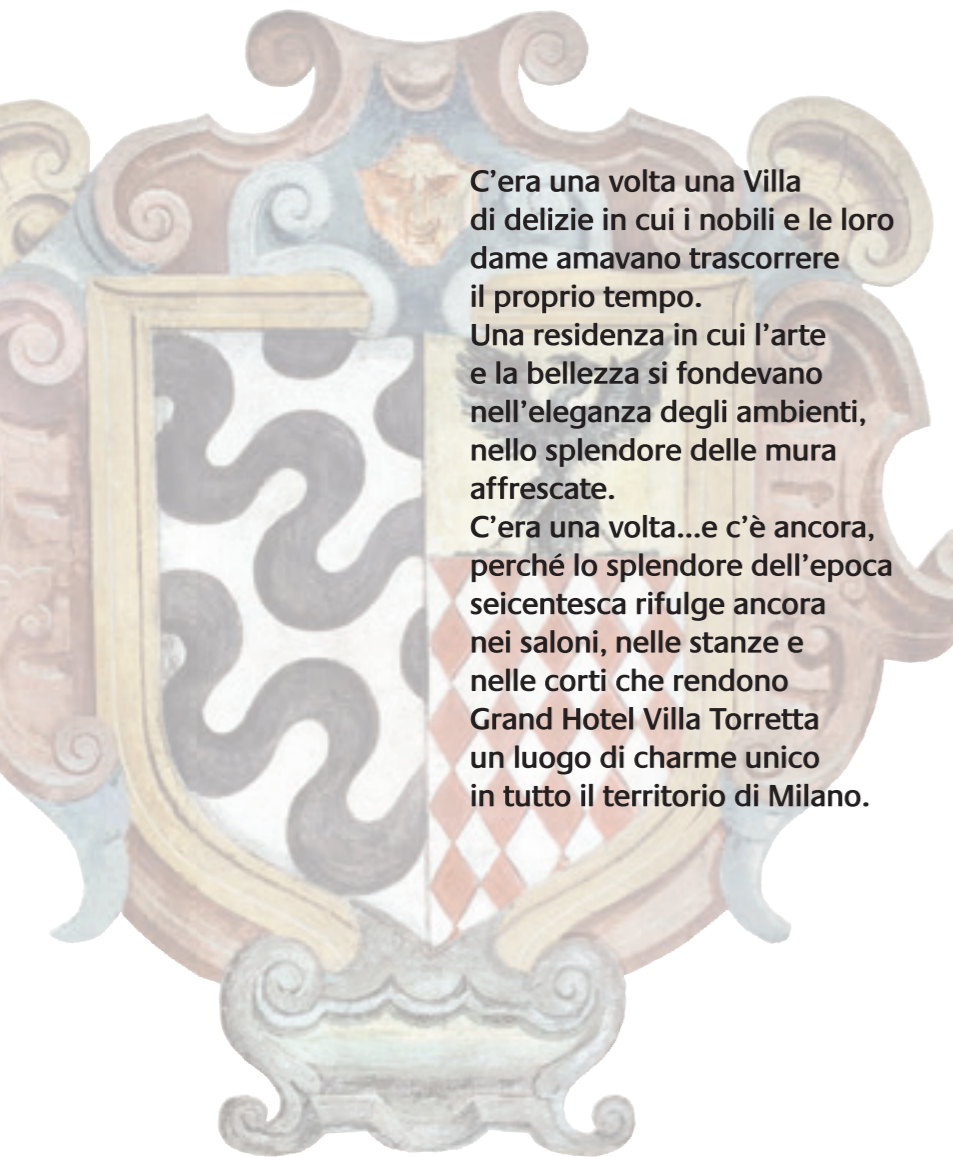 C’era una volta una Villa
di delizie in cui i nobili e le loro
dame amavano trascorrere
il proprio tempo.
Una residenza in cui l’arte
e la bellezza si fondevano
nell’eleganza degli ambienti,
nello splendore delle mura
affrescate.
C’era una volta...e c’è ancora,
perché lo splendore dell’epoca
seicentesca rifulge ancora
nei saloni, nelle stanze e
nelle corti che rendono
Grand Hotel Villa Torretta
un luogo di charme unico
in tutto il territorio di Milano.